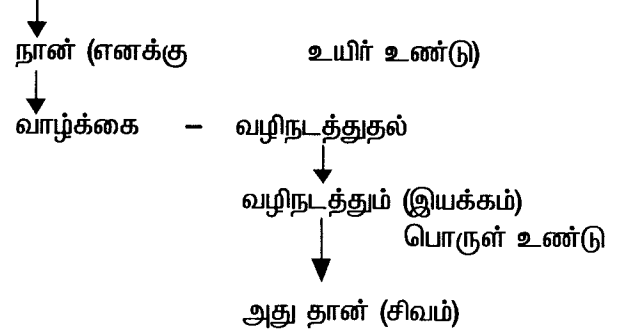 நான் (எனக்கு உயிர் உண்டு)
வாழ்க்கை – வழிநடத்துதல்
வழிநடத்தும் (இயக்கம்)
பொருள் உண்டு
அது தான் (சிவம்)